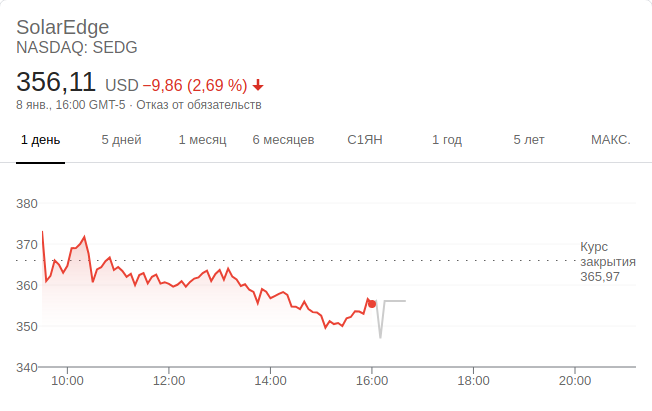 SolarEdge
NASDAQ: SEDG
356,11 USD −9,86 (2,69 %)
8 янв., 16:00 GMT-5 · Отказ от обязательств
1 день 5 дней 1 месяц 6 месяцев С1ЯН 1 год 5 лет МАКС.
380
370
Курс
закрытия
365,97
360
350
340
10:00 12:00 14:00 16:00 18:00 20:00